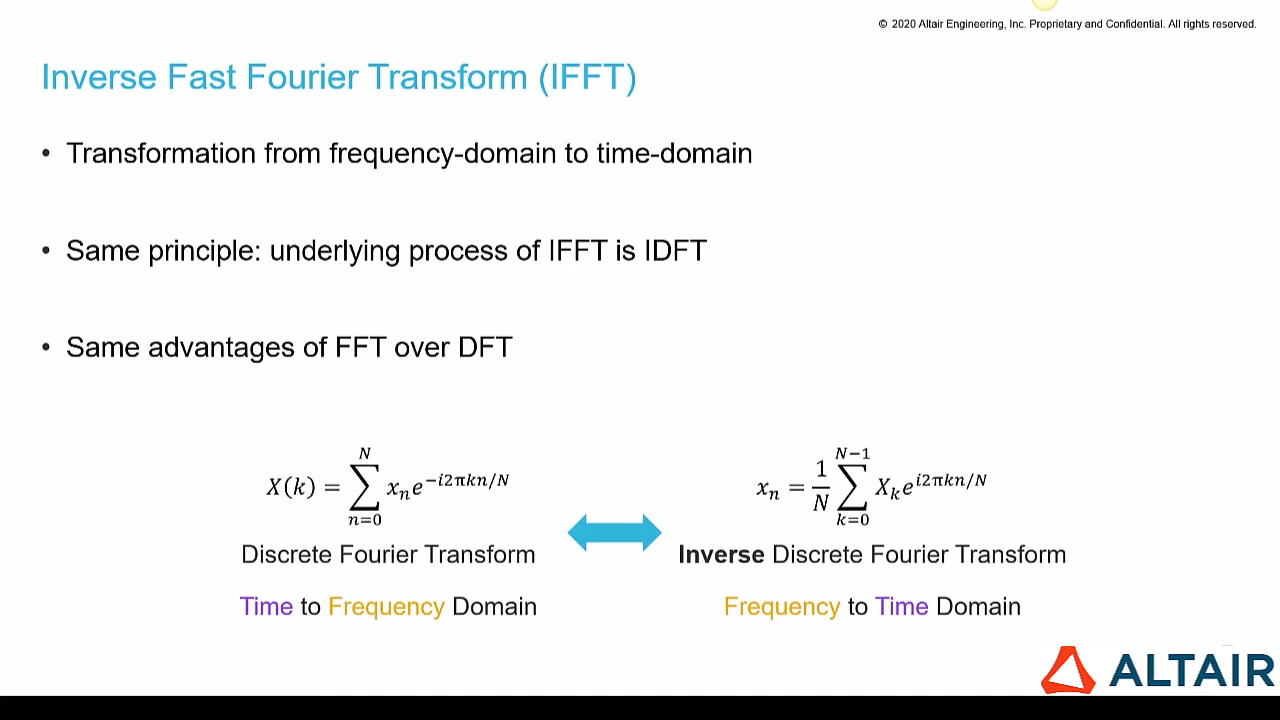 © 2020 Altair Engineering, Inc. Proprietary and Confidential. All rights reserved.
Inverse Fast Fourier Transform (IFFT)
• Transformation from frequency-domain to time-domain
• Same principle: underlying process of IFFT is IDFT
• Same advantages of FFT over DFT
X(k) = ∑_{n=0}^{N} x_n e^{-i2πkn/N}
Discrete Fourier Transform
Time to Frequency Domain
x_n = \frac{1}{N} ∑_{k=0}^{N-1} X_k e^{i2πkn/N}
Inverse Discrete Fourier Transform
Frequency to Time Domain
ALTAIR